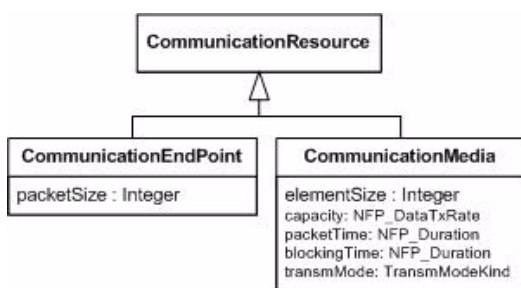 CommunicationResource
CommunicationEndPoint
packetSize : Integer
CommunicationMedia
elementSize : Integer
capacity: NFP_DataTxRate
packetTime: NFP_Duration
blockingTime: NFP_Duration
transmMode: TransmModeKind